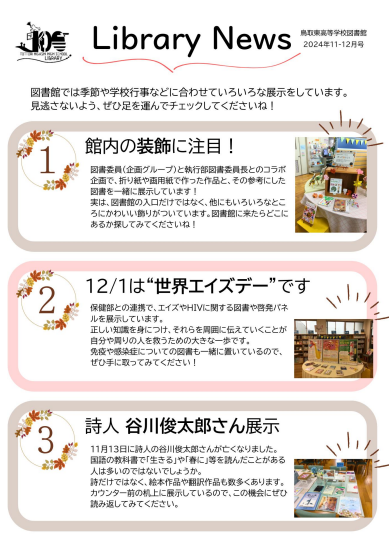 Library News
鳥取東高等学校図書館
2024年11-12月号
LIBRARY
図書館では季節や学校行事などに合わせていろいろな展示をしています。
見逃さないよう、ぜひ足を運んでチェックしてくださいね！
1
館内の装飾に注目！
図書委員(企画グループ)と執行部図書委員長とのコラボ
企画で、折り紙や画用紙で作った作品と、その参考にした
図書を一緒に展示しています！
実は、図書館の入口だけではなく、他にもいろいろなとこ
ろにかわいい飾りがついています。図書館に来たらどこに
あるか探してみてくださいね！
2
12/1は“世界エイズデー”です
保健部との連携で、エイズやHIVに関する図書や啓発パネ
ルを展示しています。
正しい知識を身につけ、それらを周囲に伝えていくことが
自分や周りの人を救うための大きな一歩です。
免疫や感染症についての図書も一緒に置いているので、
ぜひ手に取ってみてください！
3
詩人 谷川俊太郎さん展示
11月13日に詩人の谷川俊太郎さんが亡くなりました。
国語の教科書で「生きる」や「春に」等を読んだことがある
人は多いのではないでしょうか。
詩だけではなく、絵本作品や翻訳作品も数多くあります。
カウンター前の机上に展示しているので、この機会にぜひ
読み返してみてください。